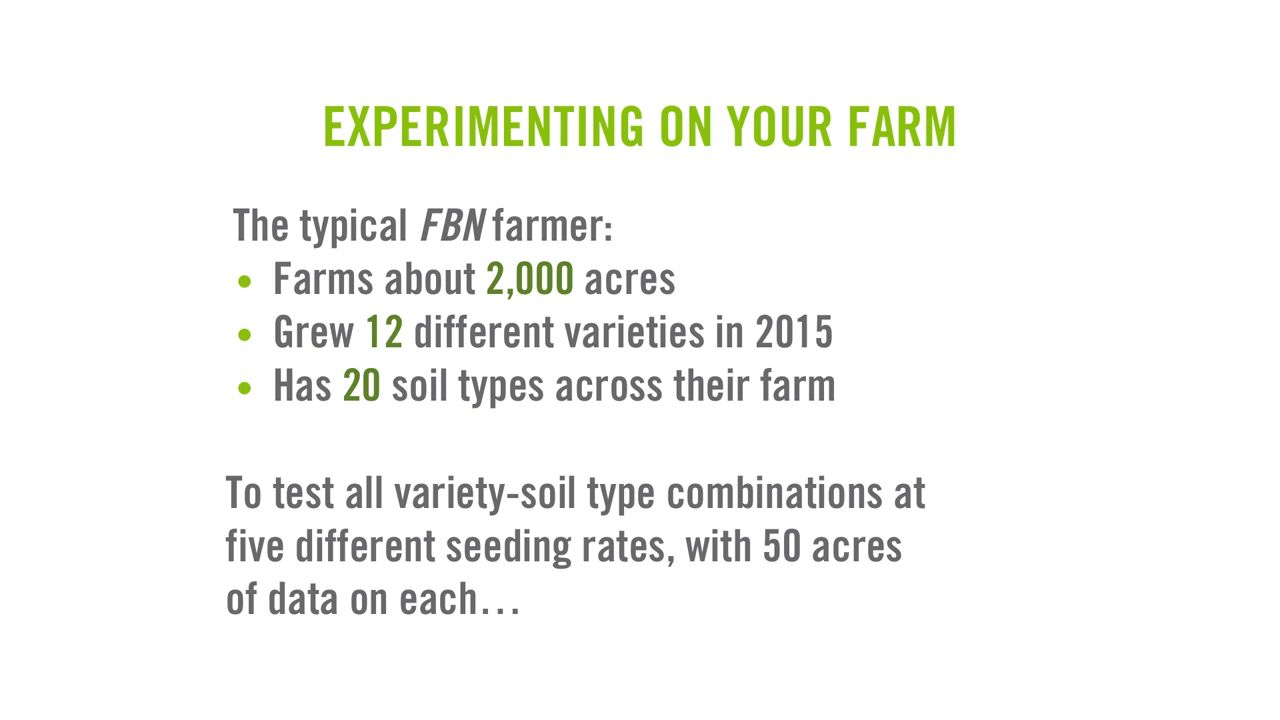 EXPERIMENTING ON YOUR FARM
The typical FBN farmer:
• Farms about 2,000 acres
• Grew 12 different varieties in 2015
• Has 20 soil types across their farm
To test all variety-soil type combinations at
five different seeding rates, with 50 acres
of data on each…